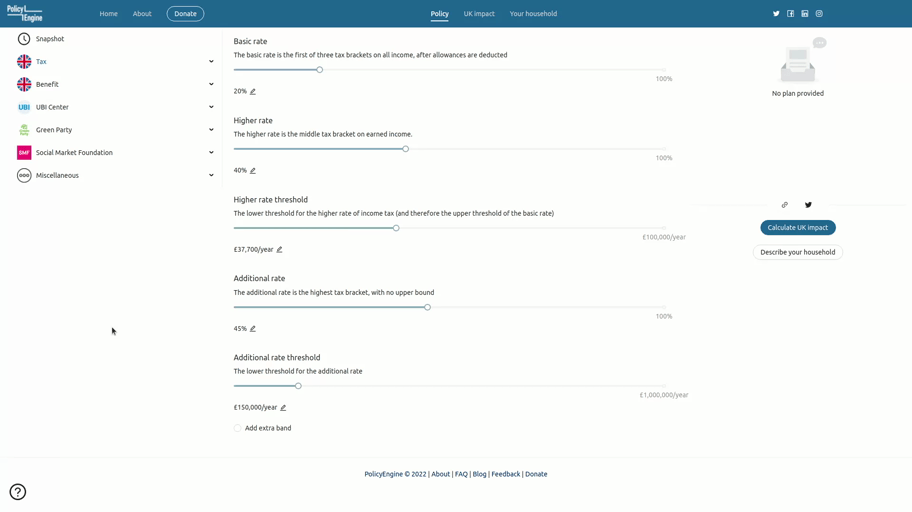 PolicyEngine
Home
About
Donate
Policy
UK impact
Your household
Snapshot
Tax
Benefit
UBI
UBI Center
Green Party
SMF
Social Market Foundation
Miscellaneous
Basic rate
The basic rate is the first of three tax brackets on all income, after allowances are deducted
100%
20%
Higher rate
The higher rate is the middle tax bracket on earned income.
100%
40%
Higher rate threshold
The lower threshold for the higher rate of income tax (and therefore the upper threshold of the basic rate)
£100,000/year
£37,700/year
Additional rate
The additional rate is the highest tax bracket, with no upper bound
100%
45%
Additional rate threshold
The lower threshold for the additional rate
£1,000,000/year
£150,000/year
Add extra band
No plan provided
Calculate UK impact
Describe your household
PolicyEngine © 2022 | About | FAQ | Blog | Feedback | Donate